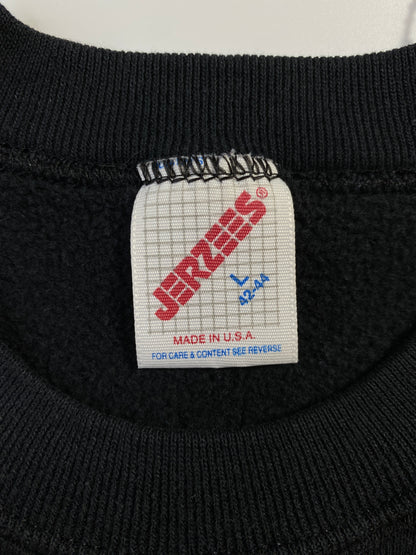 JERZEES®
L
42-44
MADE IN U.S.A.
FOR CARE & CONTENT SEE REVERSE